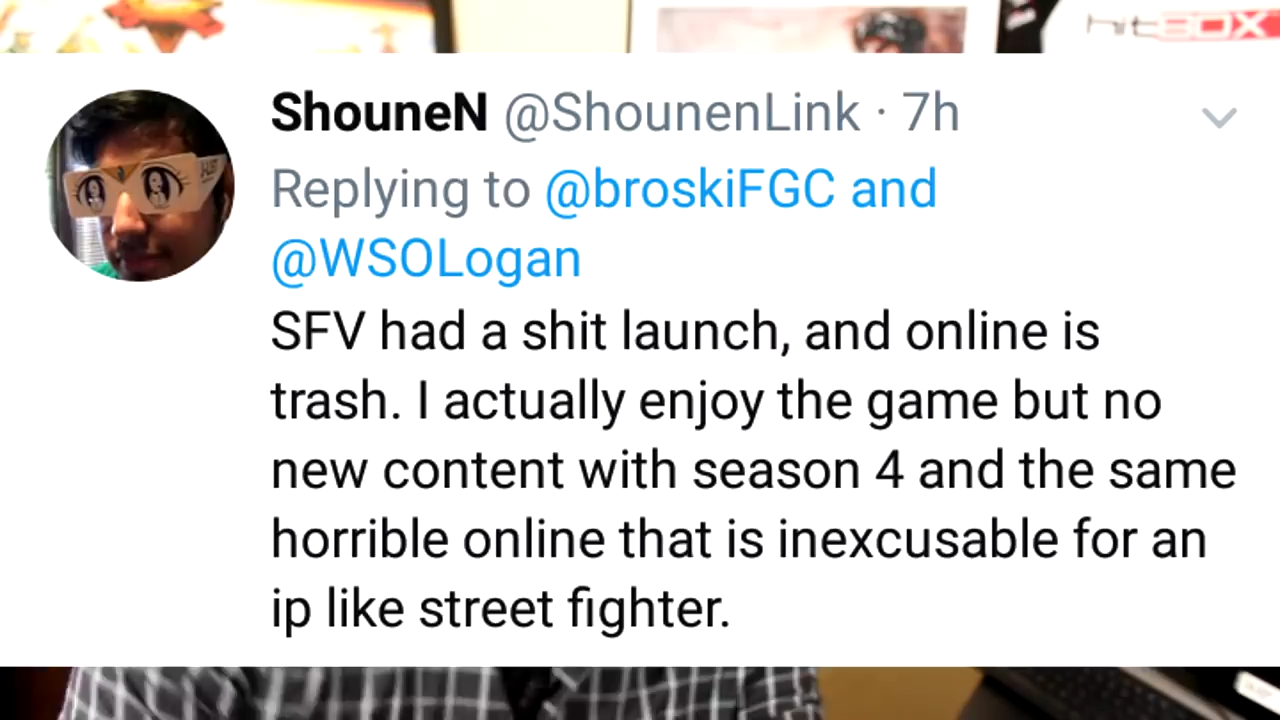 hitBOX
ShouneN @ShounenLink · 7h
Replying to @broskiFGC and
@WSOLogan
SFV had a shit launch, and online is
trash. I actually enjoy the game but no
new content with season 4 and the same
horrible online that is inexcusable for an
ip like street fighter.